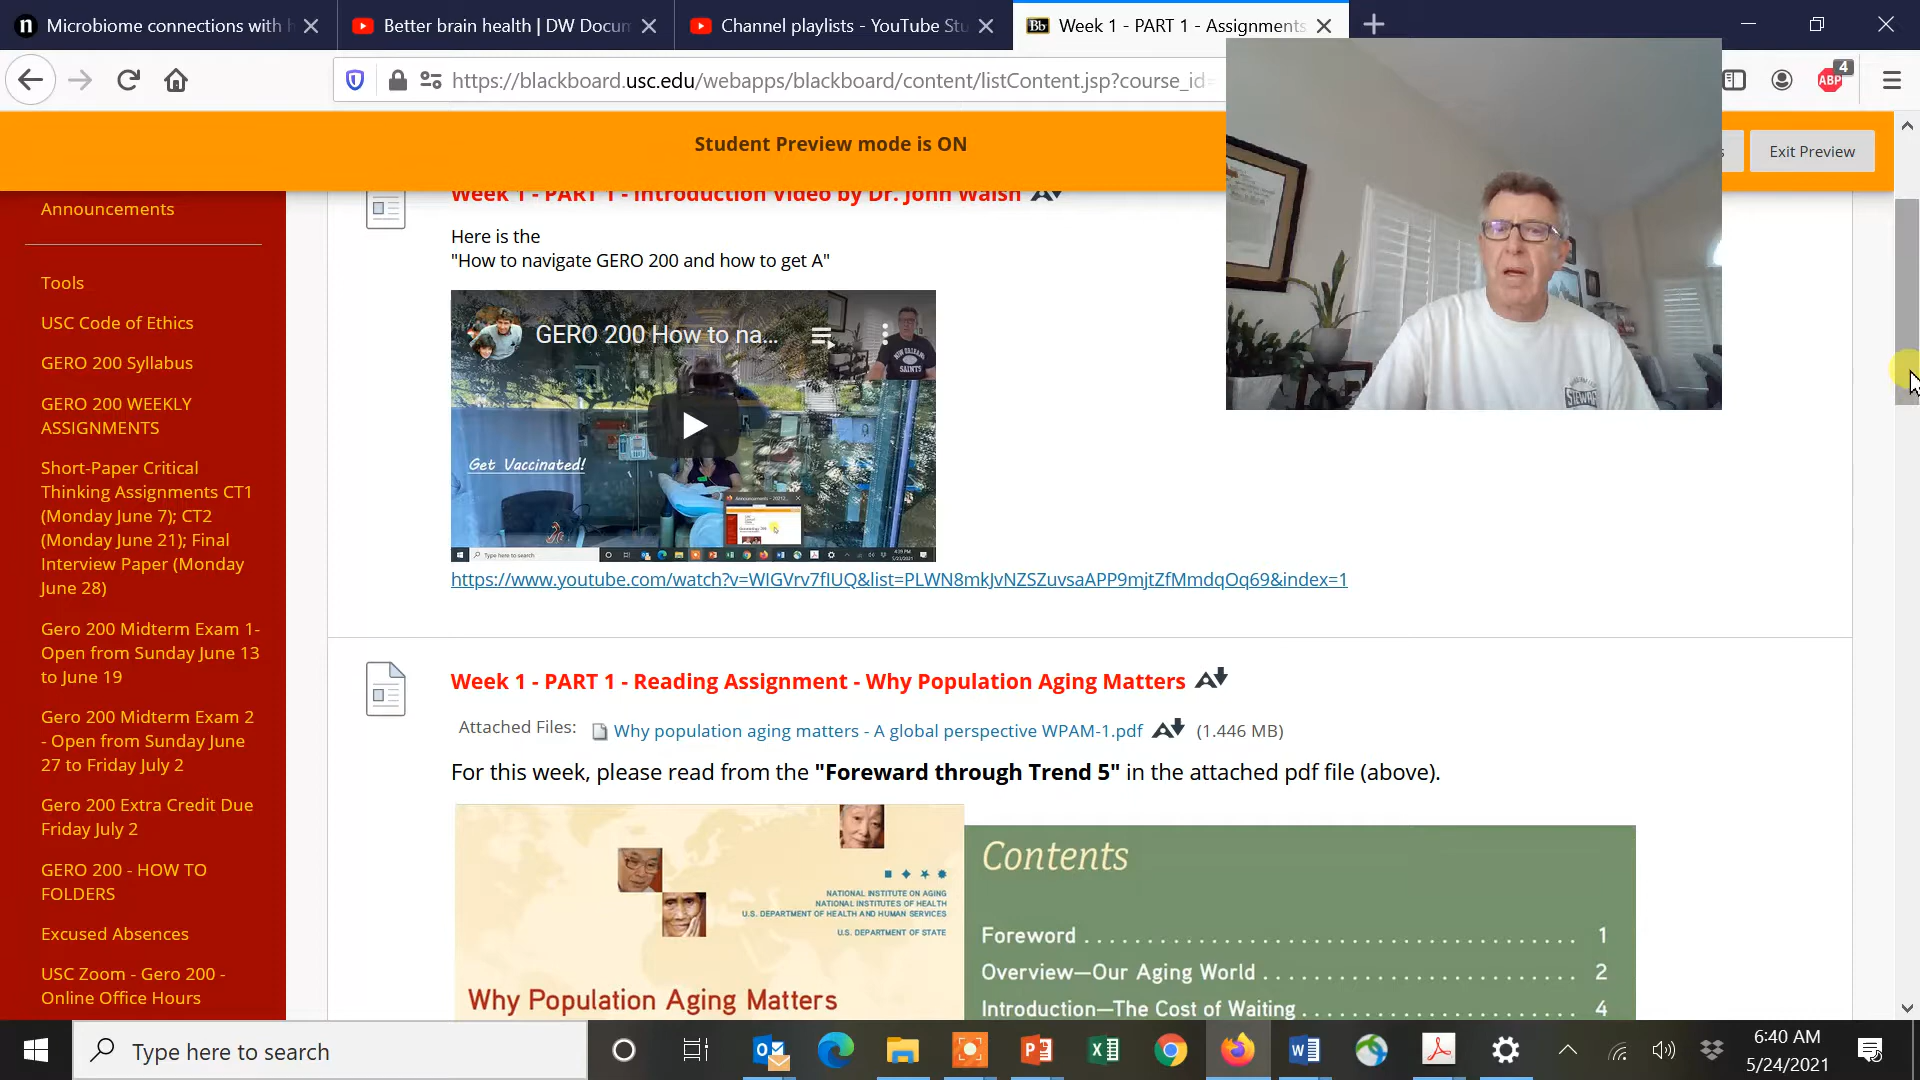 Microbiome connections with h
Better brain health | DW Docum
Channel playlists - YouTube Stu
Bb
Week 1 - PART 1 - Assignments
https://blackboard.usc.edu/webapps/blackboard/content/listContent.jsp?course_id=
ABP
4
Student Preview mode is ON
Exit Preview
Announcements
Tools
USC Code of Ethics
GERO 200 Syllabus
GERO 200 WEEKLY
ASSIGNMENTS
Short-Paper Critical
Thinking Assignments CT1
(Monday June 7); CT2
(Monday June 21); Final
Interview Paper (Monday
June 28)
Gero 200 Midterm Exam 1-
Open from Sunday June 13
to June 19
Gero 200 Midterm Exam 2
- Open from Sunday June
27 to Friday July 2
Gero 200 Extra Credit Due
Friday July 2
GERO 200 - HOW TO
FOLDERS
Excused Absences
USC Zoom - Gero 200 -
Online Office Hours
Week 1 - PART 1 - Introduction Video by Dr. John Walsh
Here is the
"How to navigate GERO 200 and how to get A"
GERO 200 How to na...
NEW ORLEANS
SAINTS
Get Vaccinated!
Type here to search
https://www.youtube.com/watch?v=WIGVrv7fIUQ&list=PLWN8mkJvNZSZuvsaAPP9mjtZfMmdqOq69&index=1
Week 1 - PART 1 - Reading Assignment - Why Population Aging Matters
Attached Files: Why population aging matters - A global perspective WPAM-1.pdf (1.446 MB)
For this week, please read from the "Foreward through Trend 5" in the attached pdf file (above).
NATIONAL INSTITUTE ON AGING
NATIONAL INSTITUTES OF HEALTH
U.S. DEPARTMENT OF HEALTH AND HUMAN SERVICES
U.S. DEPARTMENT OF STATE
Why Population Aging Matters
Contents
Foreword 1
Overview—Our Aging World 2
Introduction—The Cost of Waiting 4
Type here to search
6:40 AM
5/24/2021